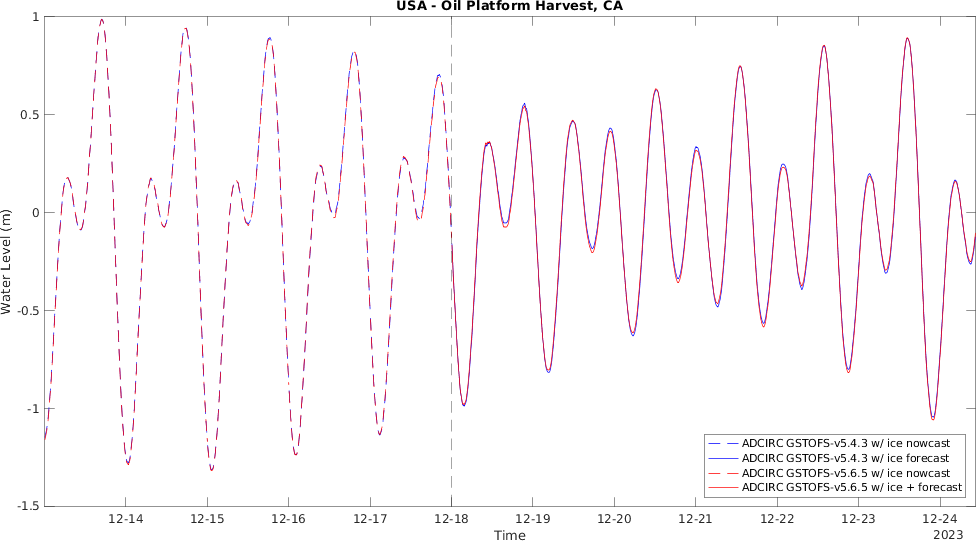 USA - Oil Platform Harvest, CA
1
0.5
0
-0.5
-1
-1.5
Water Level (m)
12-14 12-15 12-16 12-17 12-18 12-19 12-20 12-21 12-22 12-23 12-24
Time
2023
ADCIRC GSTOFS-v5.4.3 w/ ice nowcast
ADCIRC GSTOFS-v5.4.3 w/ ice forecast
ADCIRC GSTOFS-v5.6.5 w/ ice nowcast
ADCIRC GSTOFS-v5.6.5 w/ ice + forecast